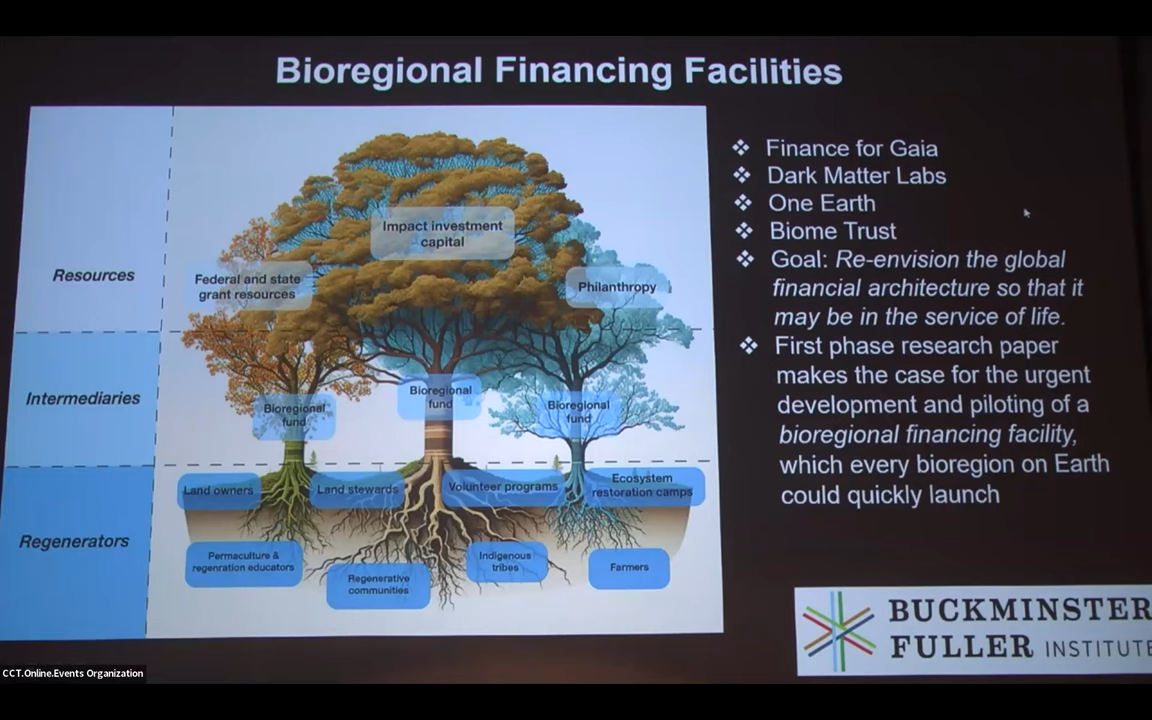 Bioregional Financing Facilities
Resources
Intermediaries
Regenerators
Impact investment
capital
Federal and state
grant resources
Philanthropy
Bioregional
fund
Bioregional
fund
Bioregional
fund
Land owners
Land stewards
Volunteer programs
Ecosystem
restoration camps
Permaculture &
regenration educators
Regenerative
communities
Indigenous
tribes
Farmers
❖ Finance for Gaia
❖ Dark Matter Labs
❖ One Earth
❖ Biome Trust
❖ Goal: Re-envision the global
financial architecture so that it
may be in the service of life.
❖ First phase research paper
makes the case for the urgent
development and piloting of a
bioregional financing facility,
which every bioregion on Earth
could quickly launch
BUCKMINSTER
FULLER INSTITUTE
CCT.Online.Events Organization